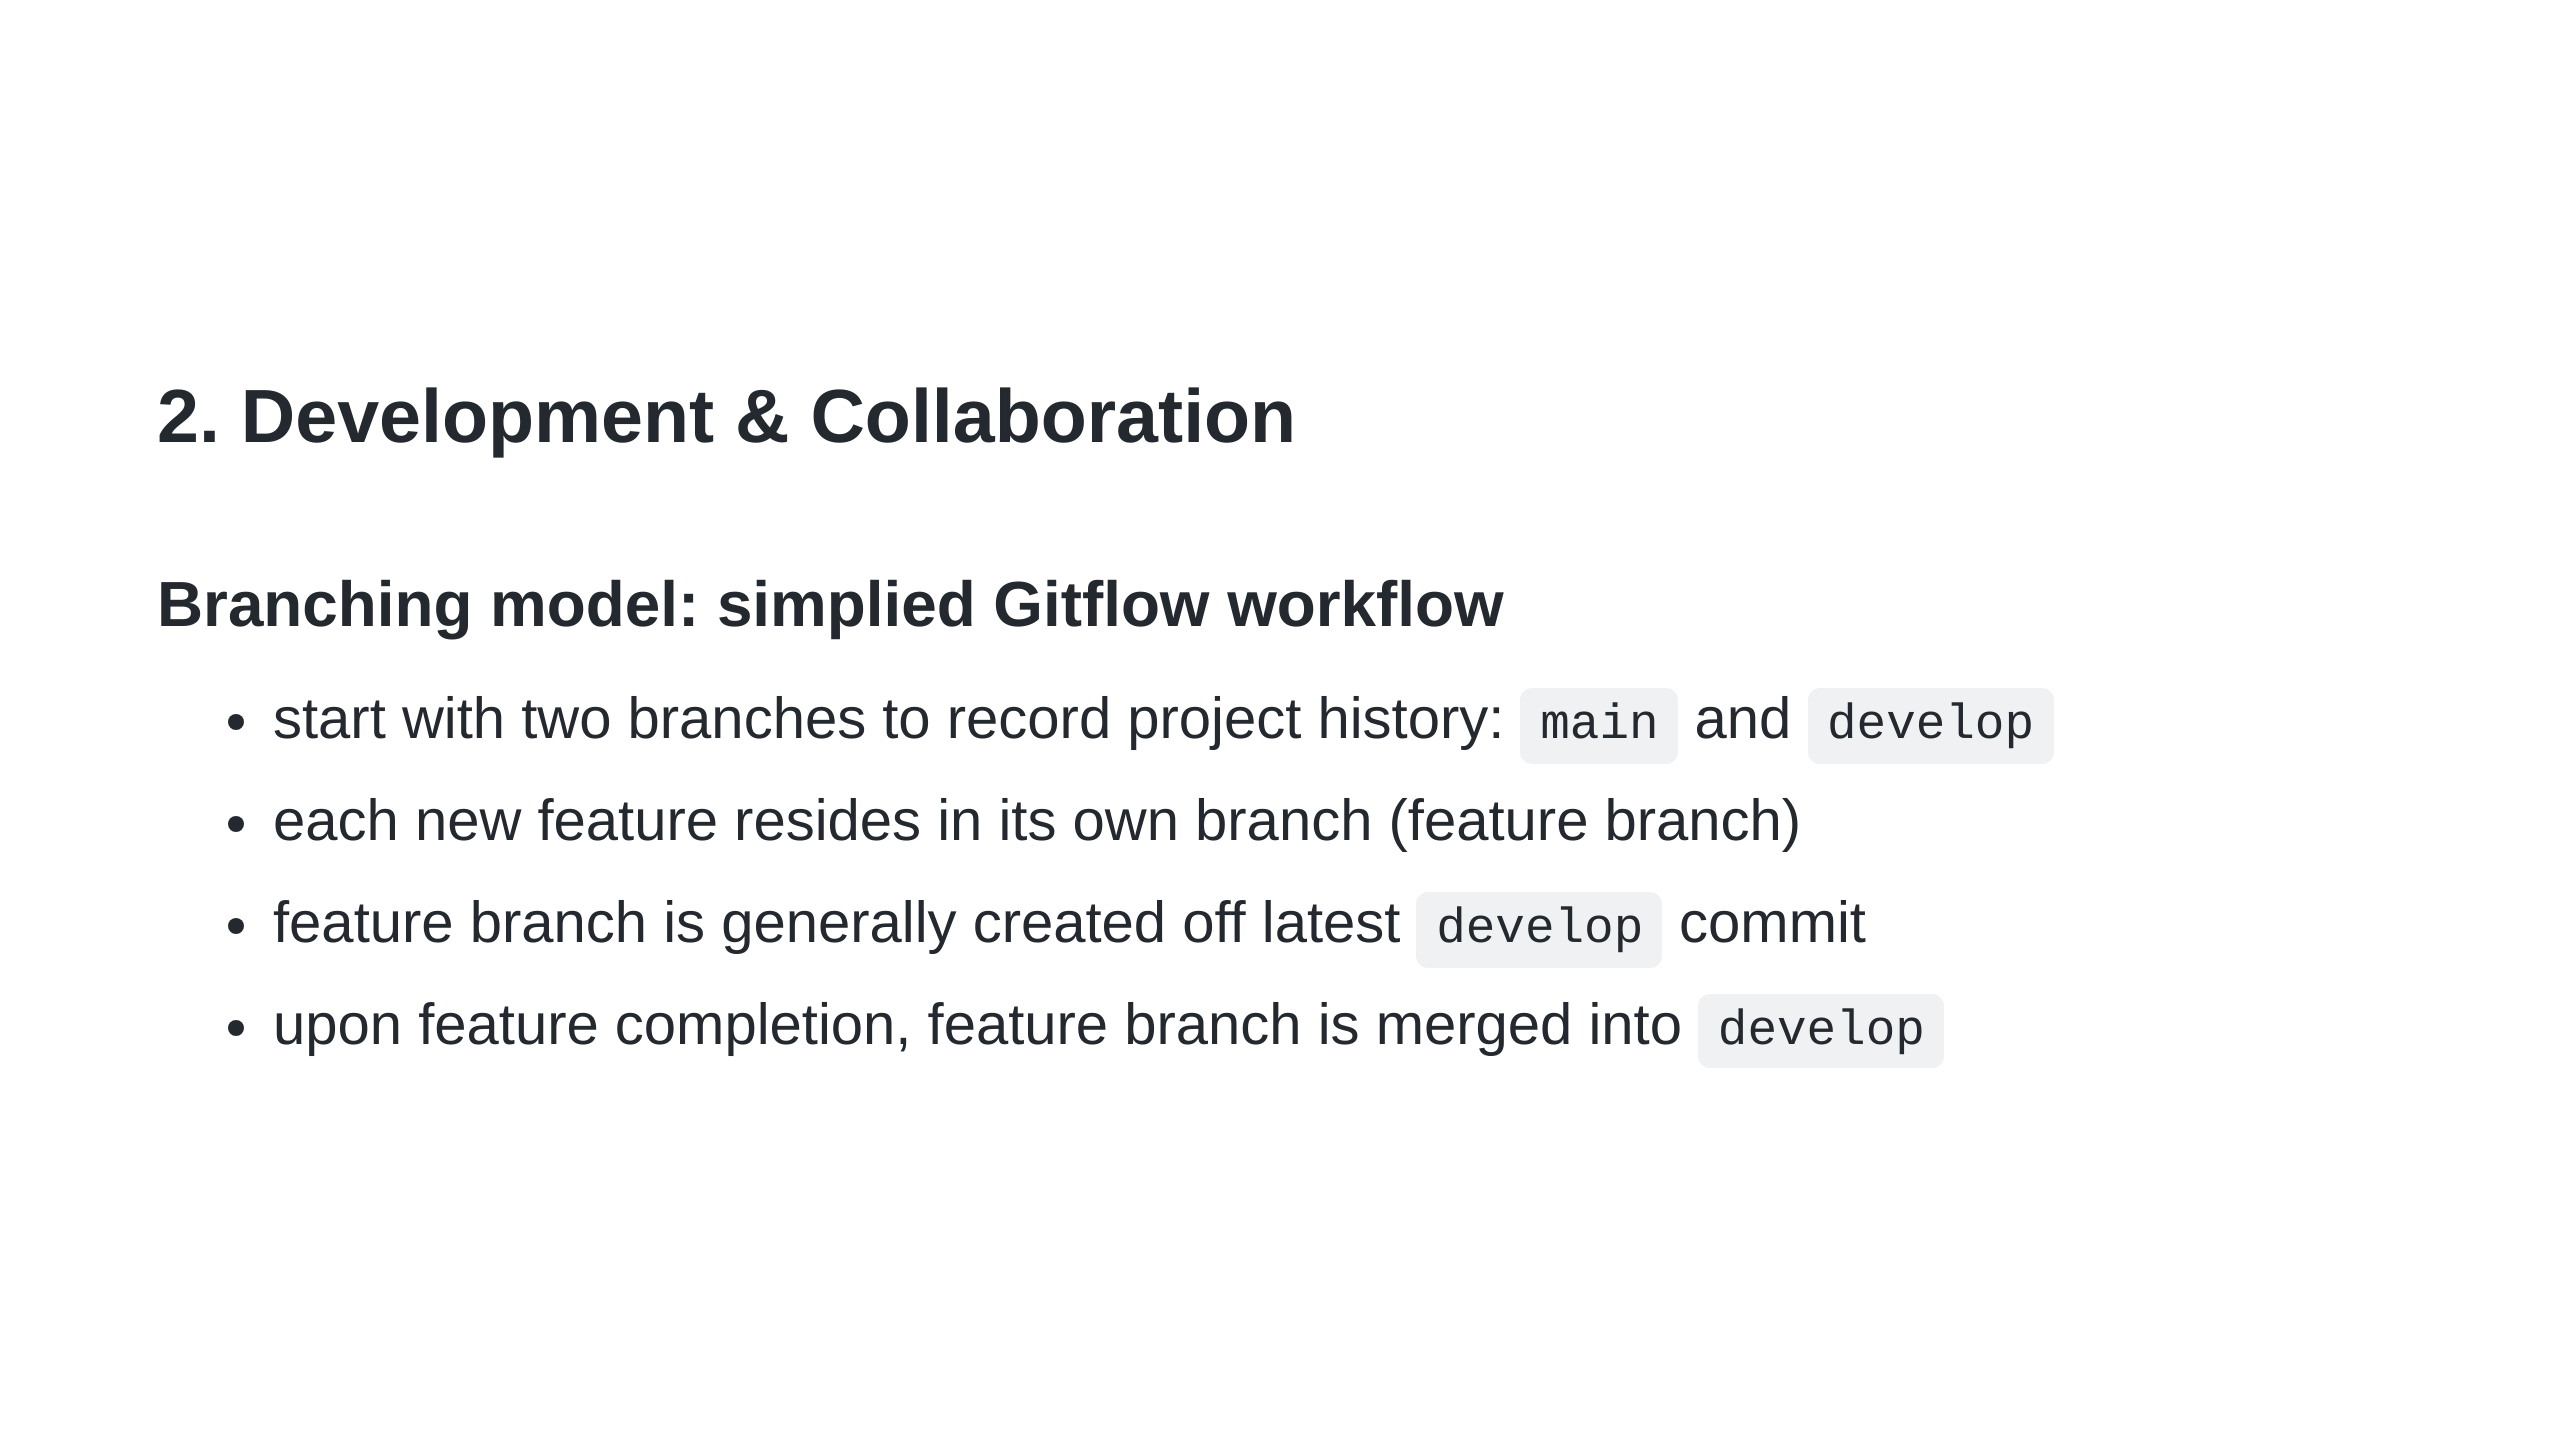 2. Development & Collaboration
Branching model: simplied Gitflow workflow
• start with two branches to record project history: main and develop
• each new feature resides in its own branch (feature branch)
• feature branch is generally created off latest develop commit
• upon feature completion, feature branch is merged into develop